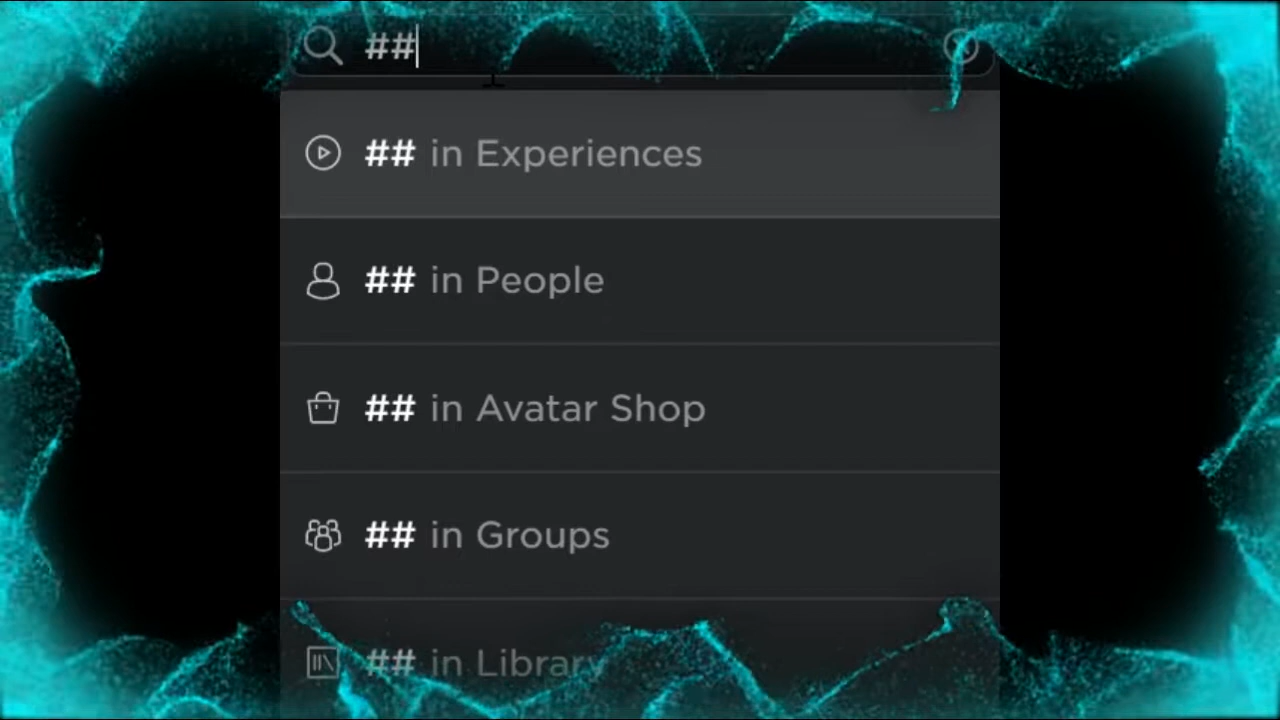 ##
## in Experiences
## in People
## in Avatar Shop
## in Groups
## in Library